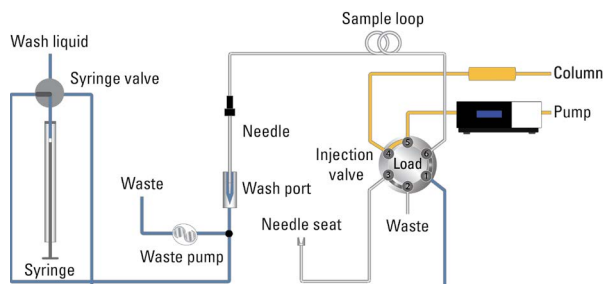 Sample loop
Wash liquid
Syringe valve
Column
Pump
Needle
Injection
valve
Load
5
4
6
3
1
2
Waste
Wash port
Needle seat
Waste
Waste pump
Syringe